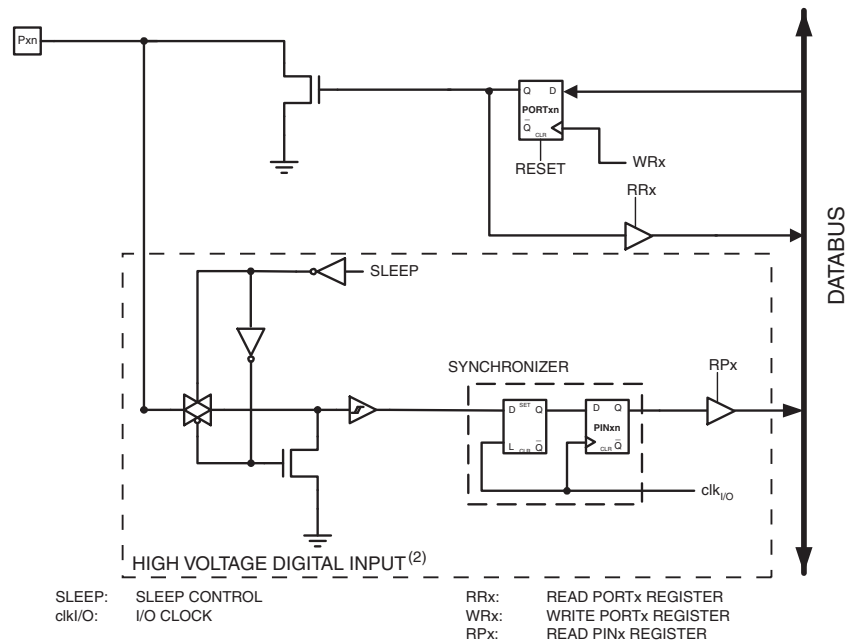 Pxn
Q D
PORTxn
Q
CLR
RESET
WRx
RRx
DATABUS
SLEEP
SYNCHRONIZER
RPx
D SET Q
L CLR Q
D Q
PINxn
CLR Q
clkI/O
HIGH VOLTAGE DIGITAL INPUT(2)
SLEEP: SLEEP CONTROL
clkI/O: I/O CLOCK
RRx: READ PORTx REGISTER
WRx: WRITE PORTx REGISTER
RPx: READ PINx REGISTER